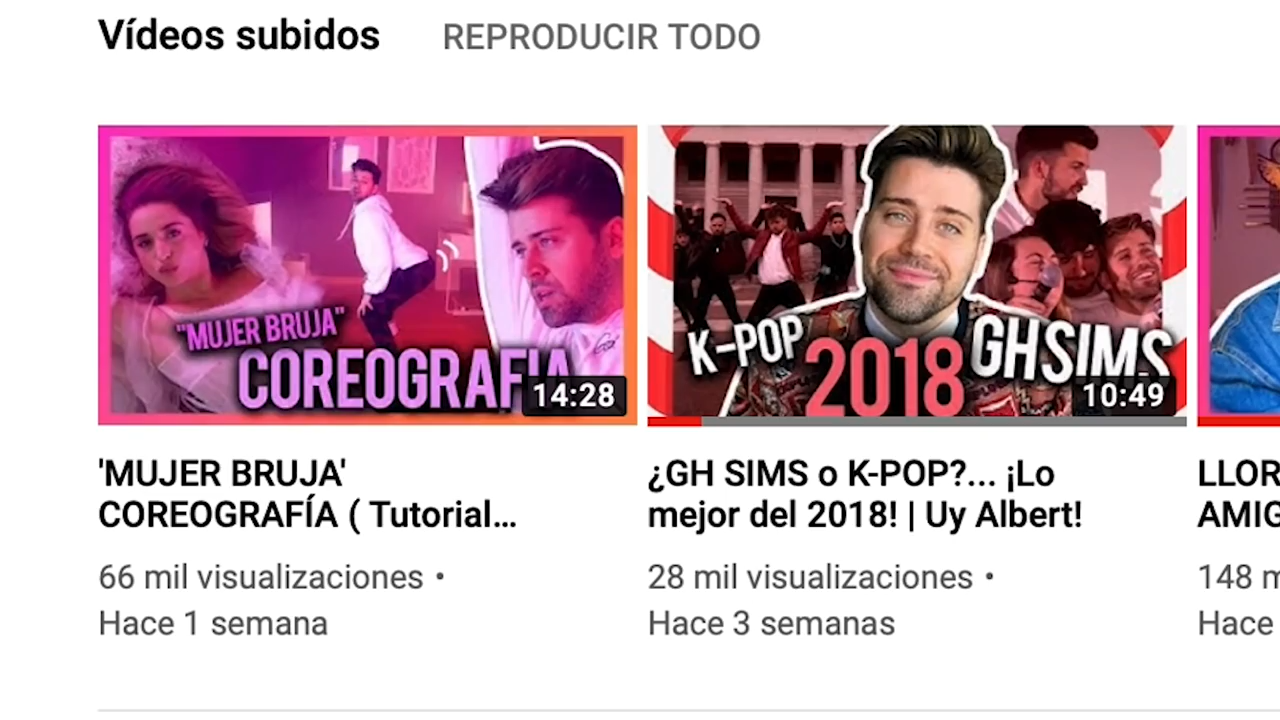 Vídeos subidos REPRODUCIR TODO
"MUJER BRUJA"
COREOGRAFIA
14:28
K-POP 2018 GHSIMS
10:49
'MUJER BRUJA'
COREOGRAFÍA ( Tutorial...
66 mil visualizaciones •
Hace 1 semana
¿GH SIMS o K-POP?... ¡Lo
mejor del 2018! | Uy Albert!
28 mil visualizaciones •
Hace 3 semanas
LLOR
AMIG
148 m
Hace